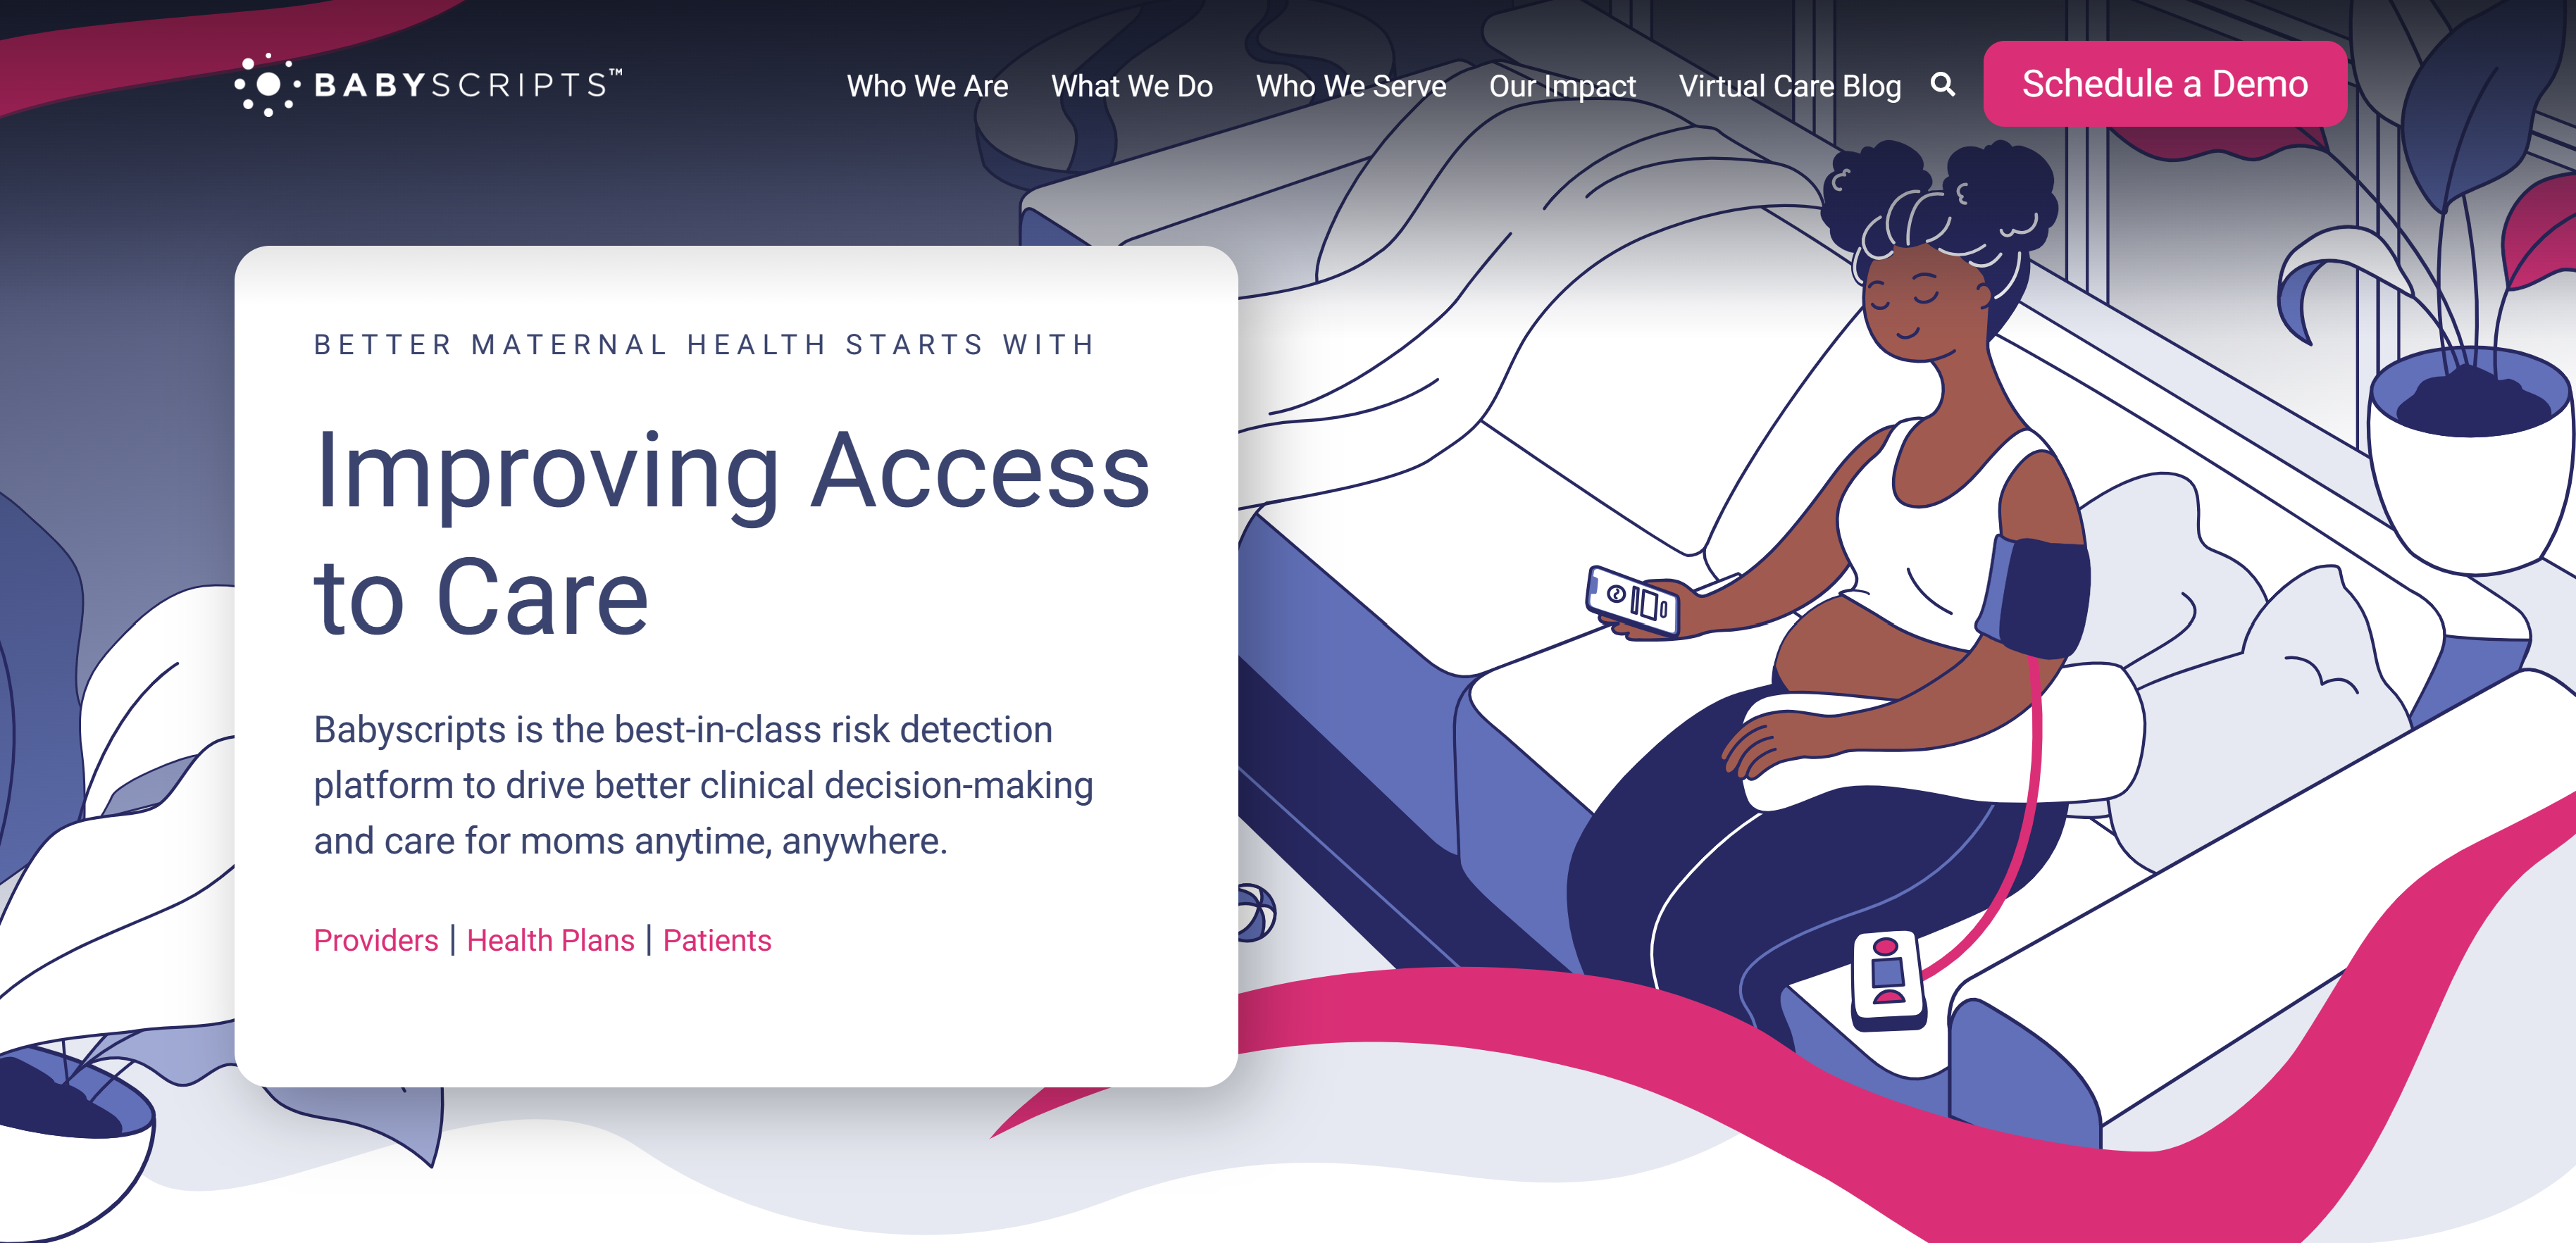 BABYSCRIPTS™
Who We Are
What We Do
Who We Serve
Our Impact
Virtual Care Blog
Schedule a Demo
BETTER MATERNAL HEALTH STARTS WITH
Improving Access
to Care
Babyscripts is the best-in-class risk detection
platform to drive better clinical decision-making
and care for moms anytime, anywhere.
Providers | Health Plans | Patients